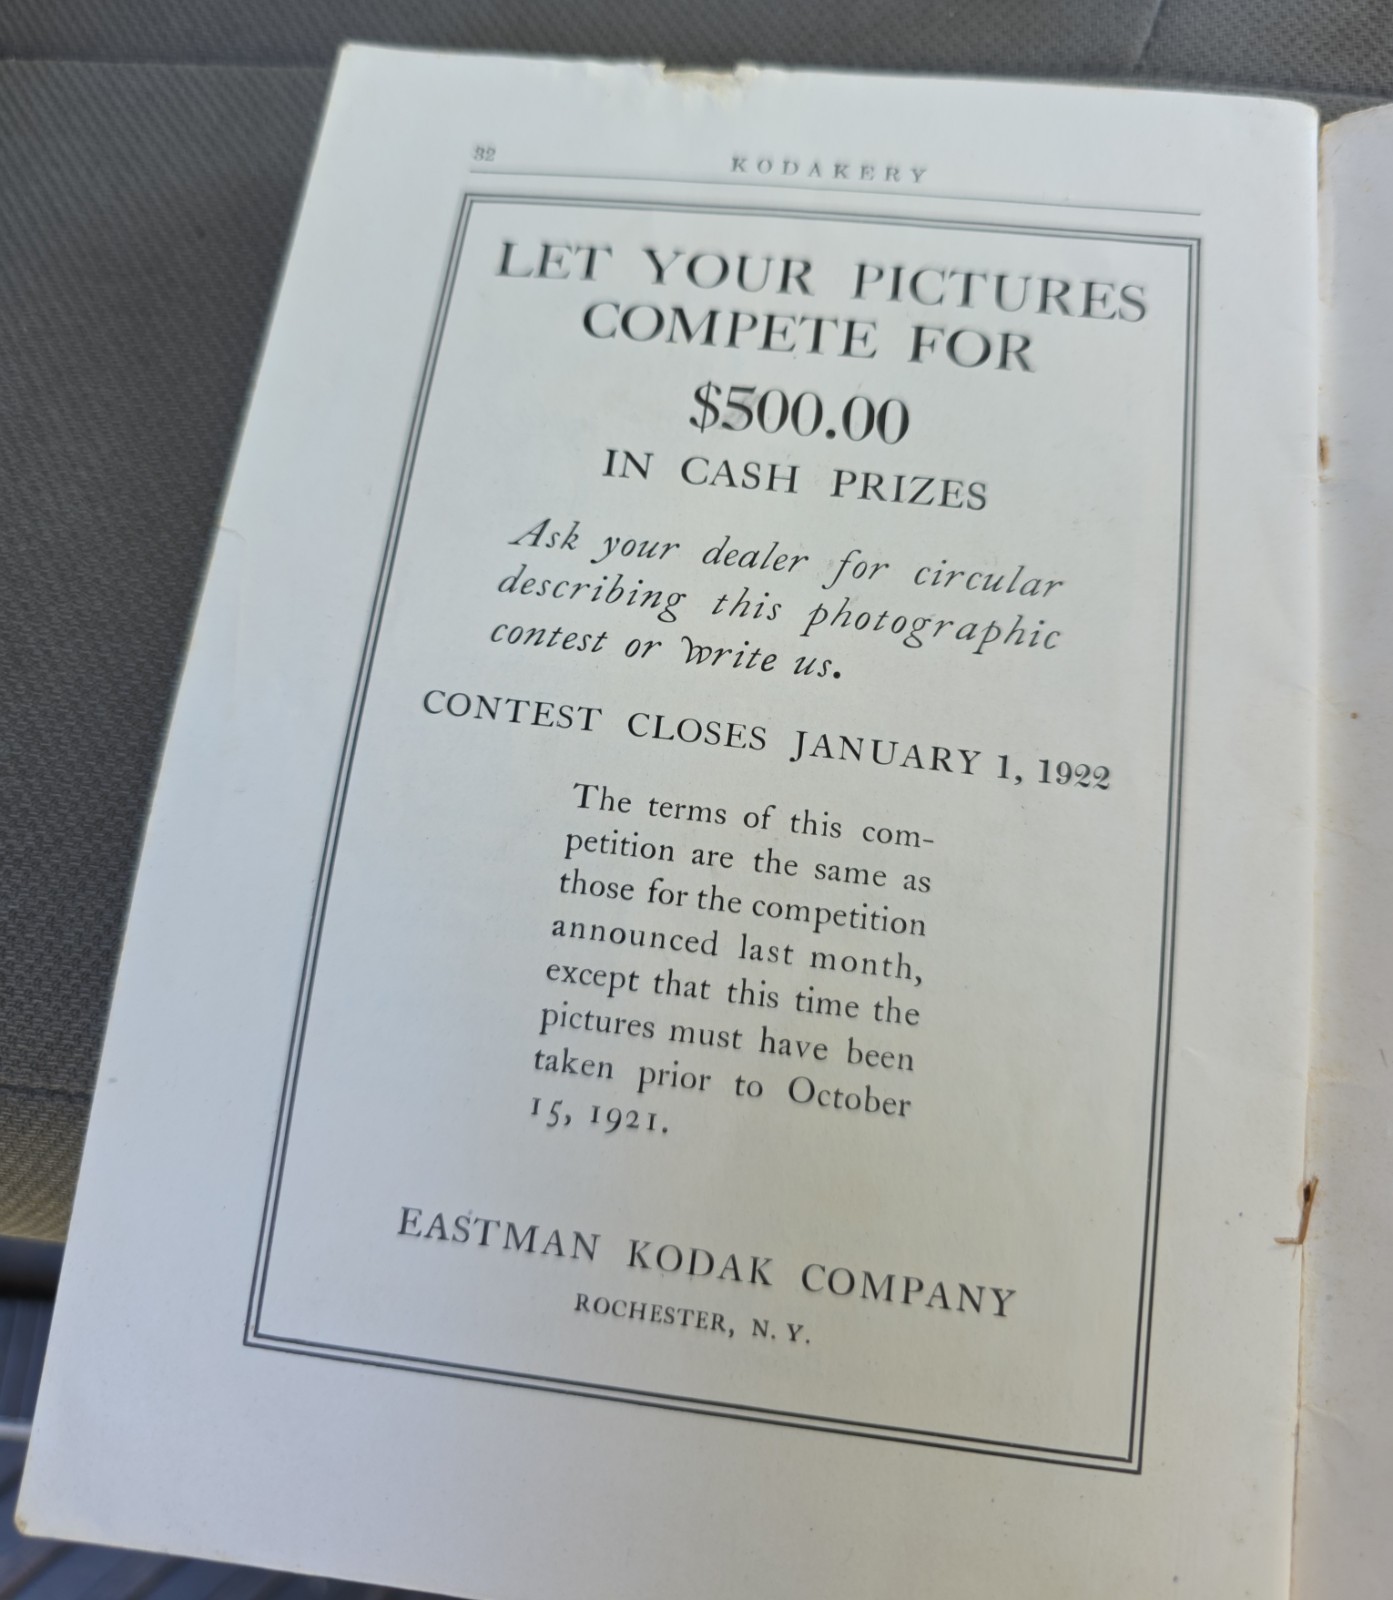 32
KODAKERY
LET YOUR PICTURES
COMPETE FOR
$500.00
IN CASH PRIZES
Ask your dealer for circular
describing this photographic
contest or write us.
CONTEST CLOSES JANUARY 1, 1922
The terms of this com-
petition are the same as
those for the competition
announced last month,
except that this time the
pictures must have been
taken prior to October
15, 1921.
EASTMAN KODAK COMPANY
ROCHESTER, N. Y.